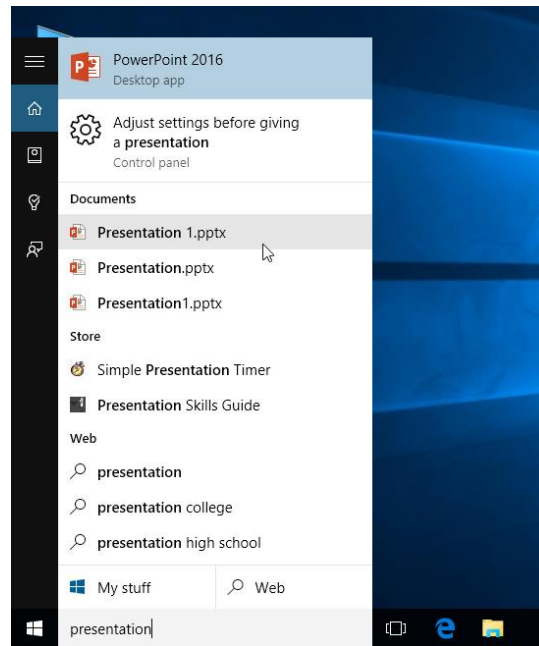 PowerPoint 2016
Desktop app
Adjust settings before giving
a presentation
Control panel
Documents
Presentation 1.pptx
Presentation.pptx
Presentation1.pptx
Store
Simple Presentation Timer
Presentation Skills Guide
Web
presentation
presentation college
presentation high school
My stuff
Web
presentation